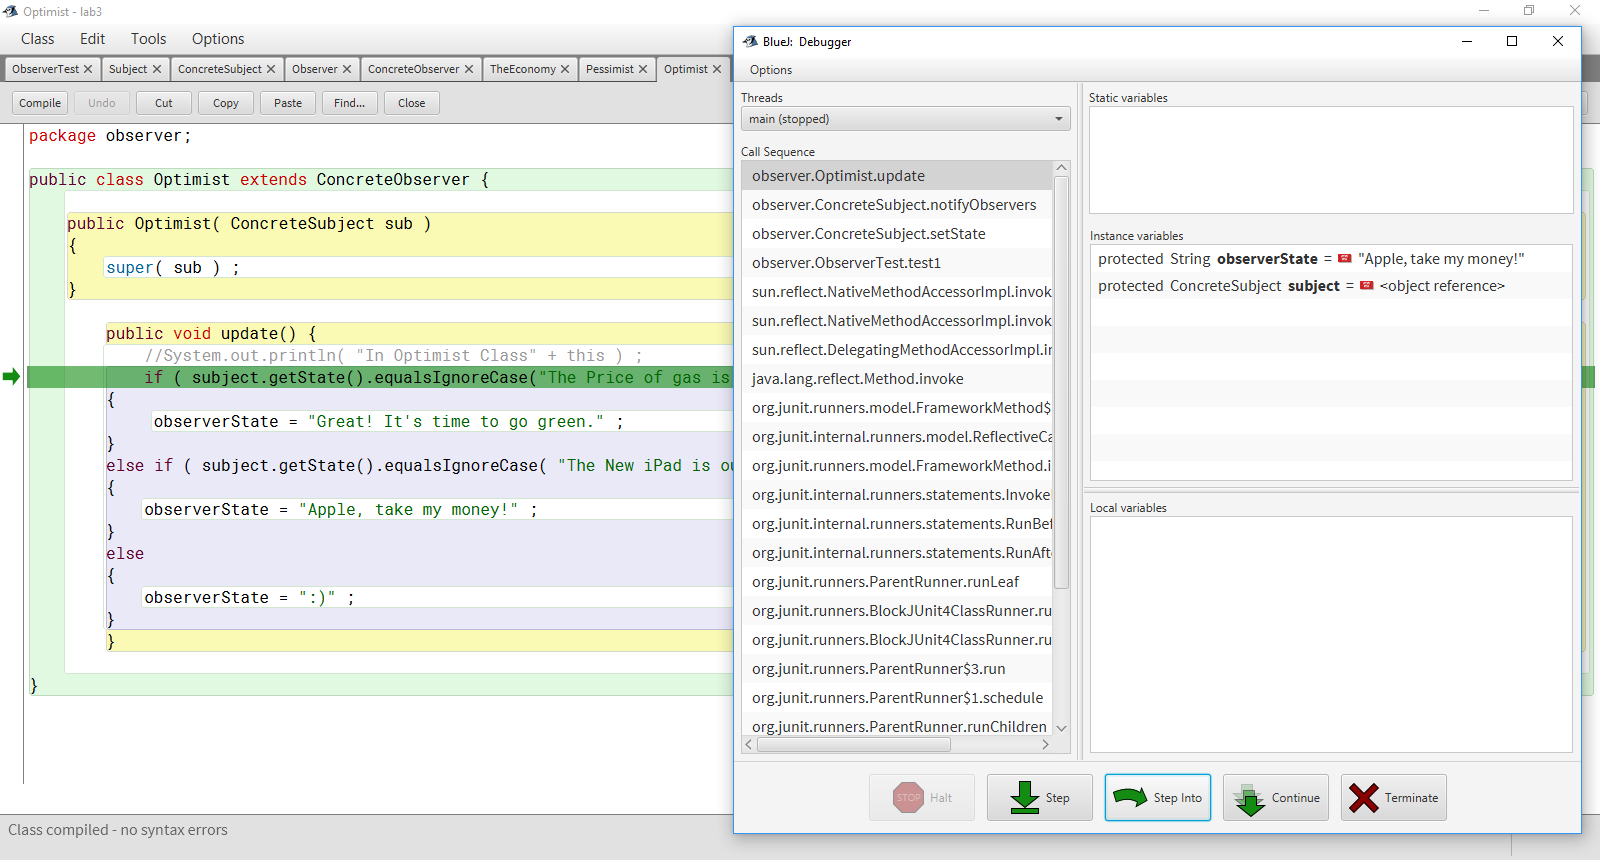 Optimist - lab3
Class Edit Tools Options
ObserverTest Subject ConcreteSubject Observer ConcreteObserver TheEconomy Pessimist Optimist
Compile Undo Cut Copy Paste Find... Close
package observer;
public class Optimist extends ConcreteObserver {
public Optimist( ConcreteSubject sub )
{
super( sub ) ;
}
public void update() {
//System.out.println( "In Optimist Class" + this ) ;
if ( subject.getState().equalsIgnoreCase("The Price of gas is
{
observerState = "Great! It's time to go green." ;
}
else if ( subject.getState().equalsIgnoreCase( "The New iPad is ou
{
observerState = "Apple, take my money!" ;
}
else
{
observerState = ":)" ;
}
}
}
Class compiled - no syntax errors
BlueJ: Debugger
Options
Threads
main (stopped)
Call Sequence
observer.Optimist.update
observer.ConcreteSubject.notifyObservers
observer.ConcreteSubject.setState
observer.ObserverTest.test1
sun.reflect.NativeMethodAccessorImpl.invok
sun.reflect.NativeMethodAccessorImpl.invok
sun.reflect.DelegatingMethodAccessorImpl.ir
java.lang.reflect.Method.invoke
org.junit.runners.model.FrameworkMethod$
org.junit.internal.runners.model.ReflectiveCa
org.junit.runners.model.FrameworkMethod.i
org.junit.internal.runners.statements.Invoke
org.junit.internal.runners.statements.RunBef
org.junit.internal.runners.statements.RunAft
org.junit.runners.ParentRunner.runLeaf
org.junit.runners.BlockJUnit4ClassRunner.ru
org.junit.runners.BlockJUnit4ClassRunner.ru
org.junit.runners.ParentRunner$3.run
org.junit.runners.ParentRunner$1.schedule
org.junit.runners.ParentRunner.runChildren
Static variables
Instance variables
protected String observerState = "Apple, take my money!"
protected ConcreteSubject subject = <object reference>
Local variables
STOP Halt Step Step Into Continue Terminate